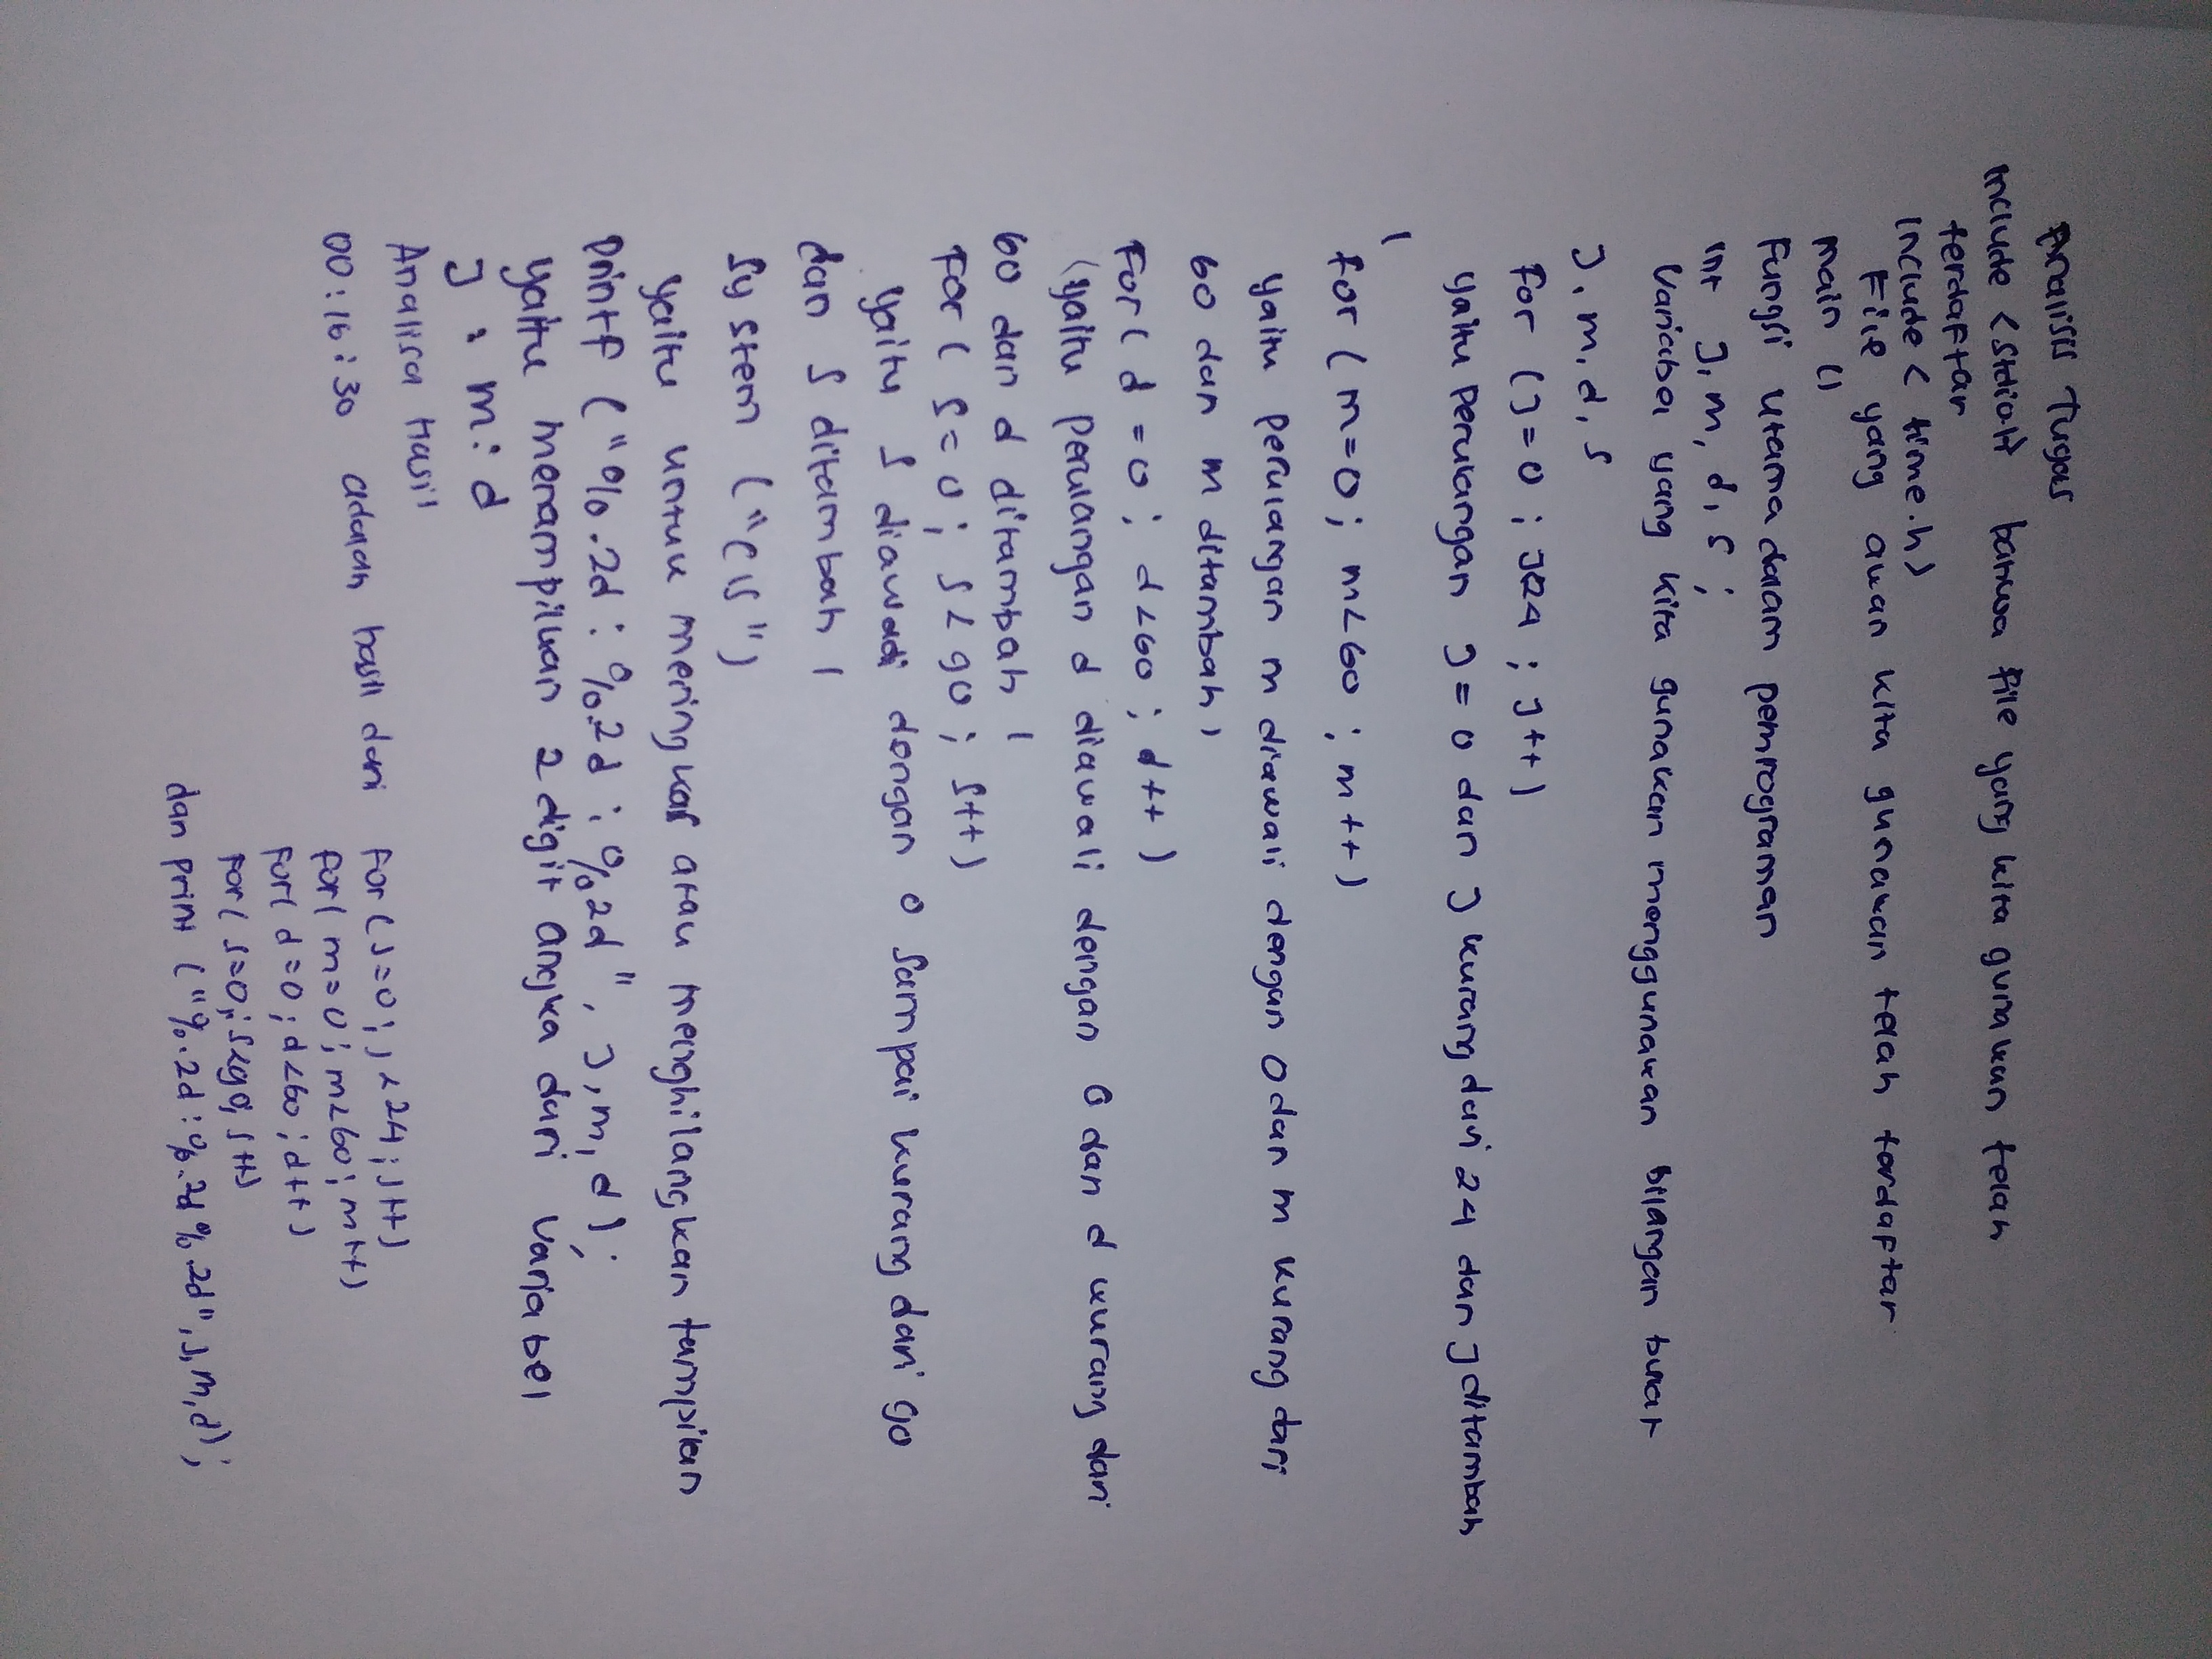 Analisis Tugas
Include <stdio.h bahwa file yang kita gunakan telah
terdaftar
Include < time.h>
File yang akan kita gunakan telah terdaftar
main ()
Fungsi utama dalam pemrograman
int J, m, d, s ;
Variabel yang kita gunakan menggunakan bilangan bulat
J, m, d, s
For (J = 0 ; J<24 ; J++)
yaitu Perulangan J = 0 dan J kurang dari 24 dan J ditambah
1
for ( m = 0 ; m < 60 ; m ++ )
yaitu perulangan m diawali dengan 0 dan m kurang dari
60 dan m ditambah 1
For ( d = 0 ; d < 60 ; d ++ )
(yaitu perulangan d diawali dengan 0 dan d kurang dari
60 dan d ditambah 1
For ( s = 0 ; s < 90 ; s++)
yaitu s diawali dengan 0 sampai kurang dari 90
dan s ditambah 1
System ("cls")
yaitu untuk meringkas atau menghilangkan tampilan
Printf ( "%.2d : %.2d : %.2d", J, m, d ) ;
yaitu menampilkan 2 digit angka dari variabel
J : m : d
Analisa Hasil
00 : 16 : 30 adalah hasil dari For ( J = 0 ; J < 24 ; J++)
For( m = 0 ; m < 60 ; m ++)
For( d = 0 ; d < 60 ; d++ )
For( s = 0 ; s<90, s++)
dan print ( "%.2d : %.2d %.2d", J, m, d) ;